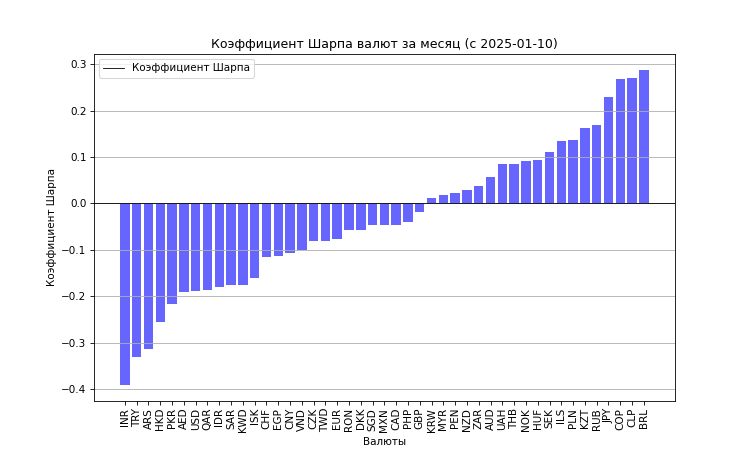 Коэффициент Шарпа валют за месяц (с 2025-01-10)
Коэффициент Шарпа
0.3
0.2
0.1
0.0
−0.1
−0.2
−0.3
−0.4
Коэффициент Шарпа
INR TRY ARS HKD PKR AED USD QAR IDR SAR KWD ISK CHF EGP CNY VND CZK TWD EUR RON DKK SGD MXN CAD PHP GBP KRW MYR PEN NZD ZAR AUD UAH THB NOK HUF SEK ILS PLN KZT RUB JPY COP CLP BRL
Валюты